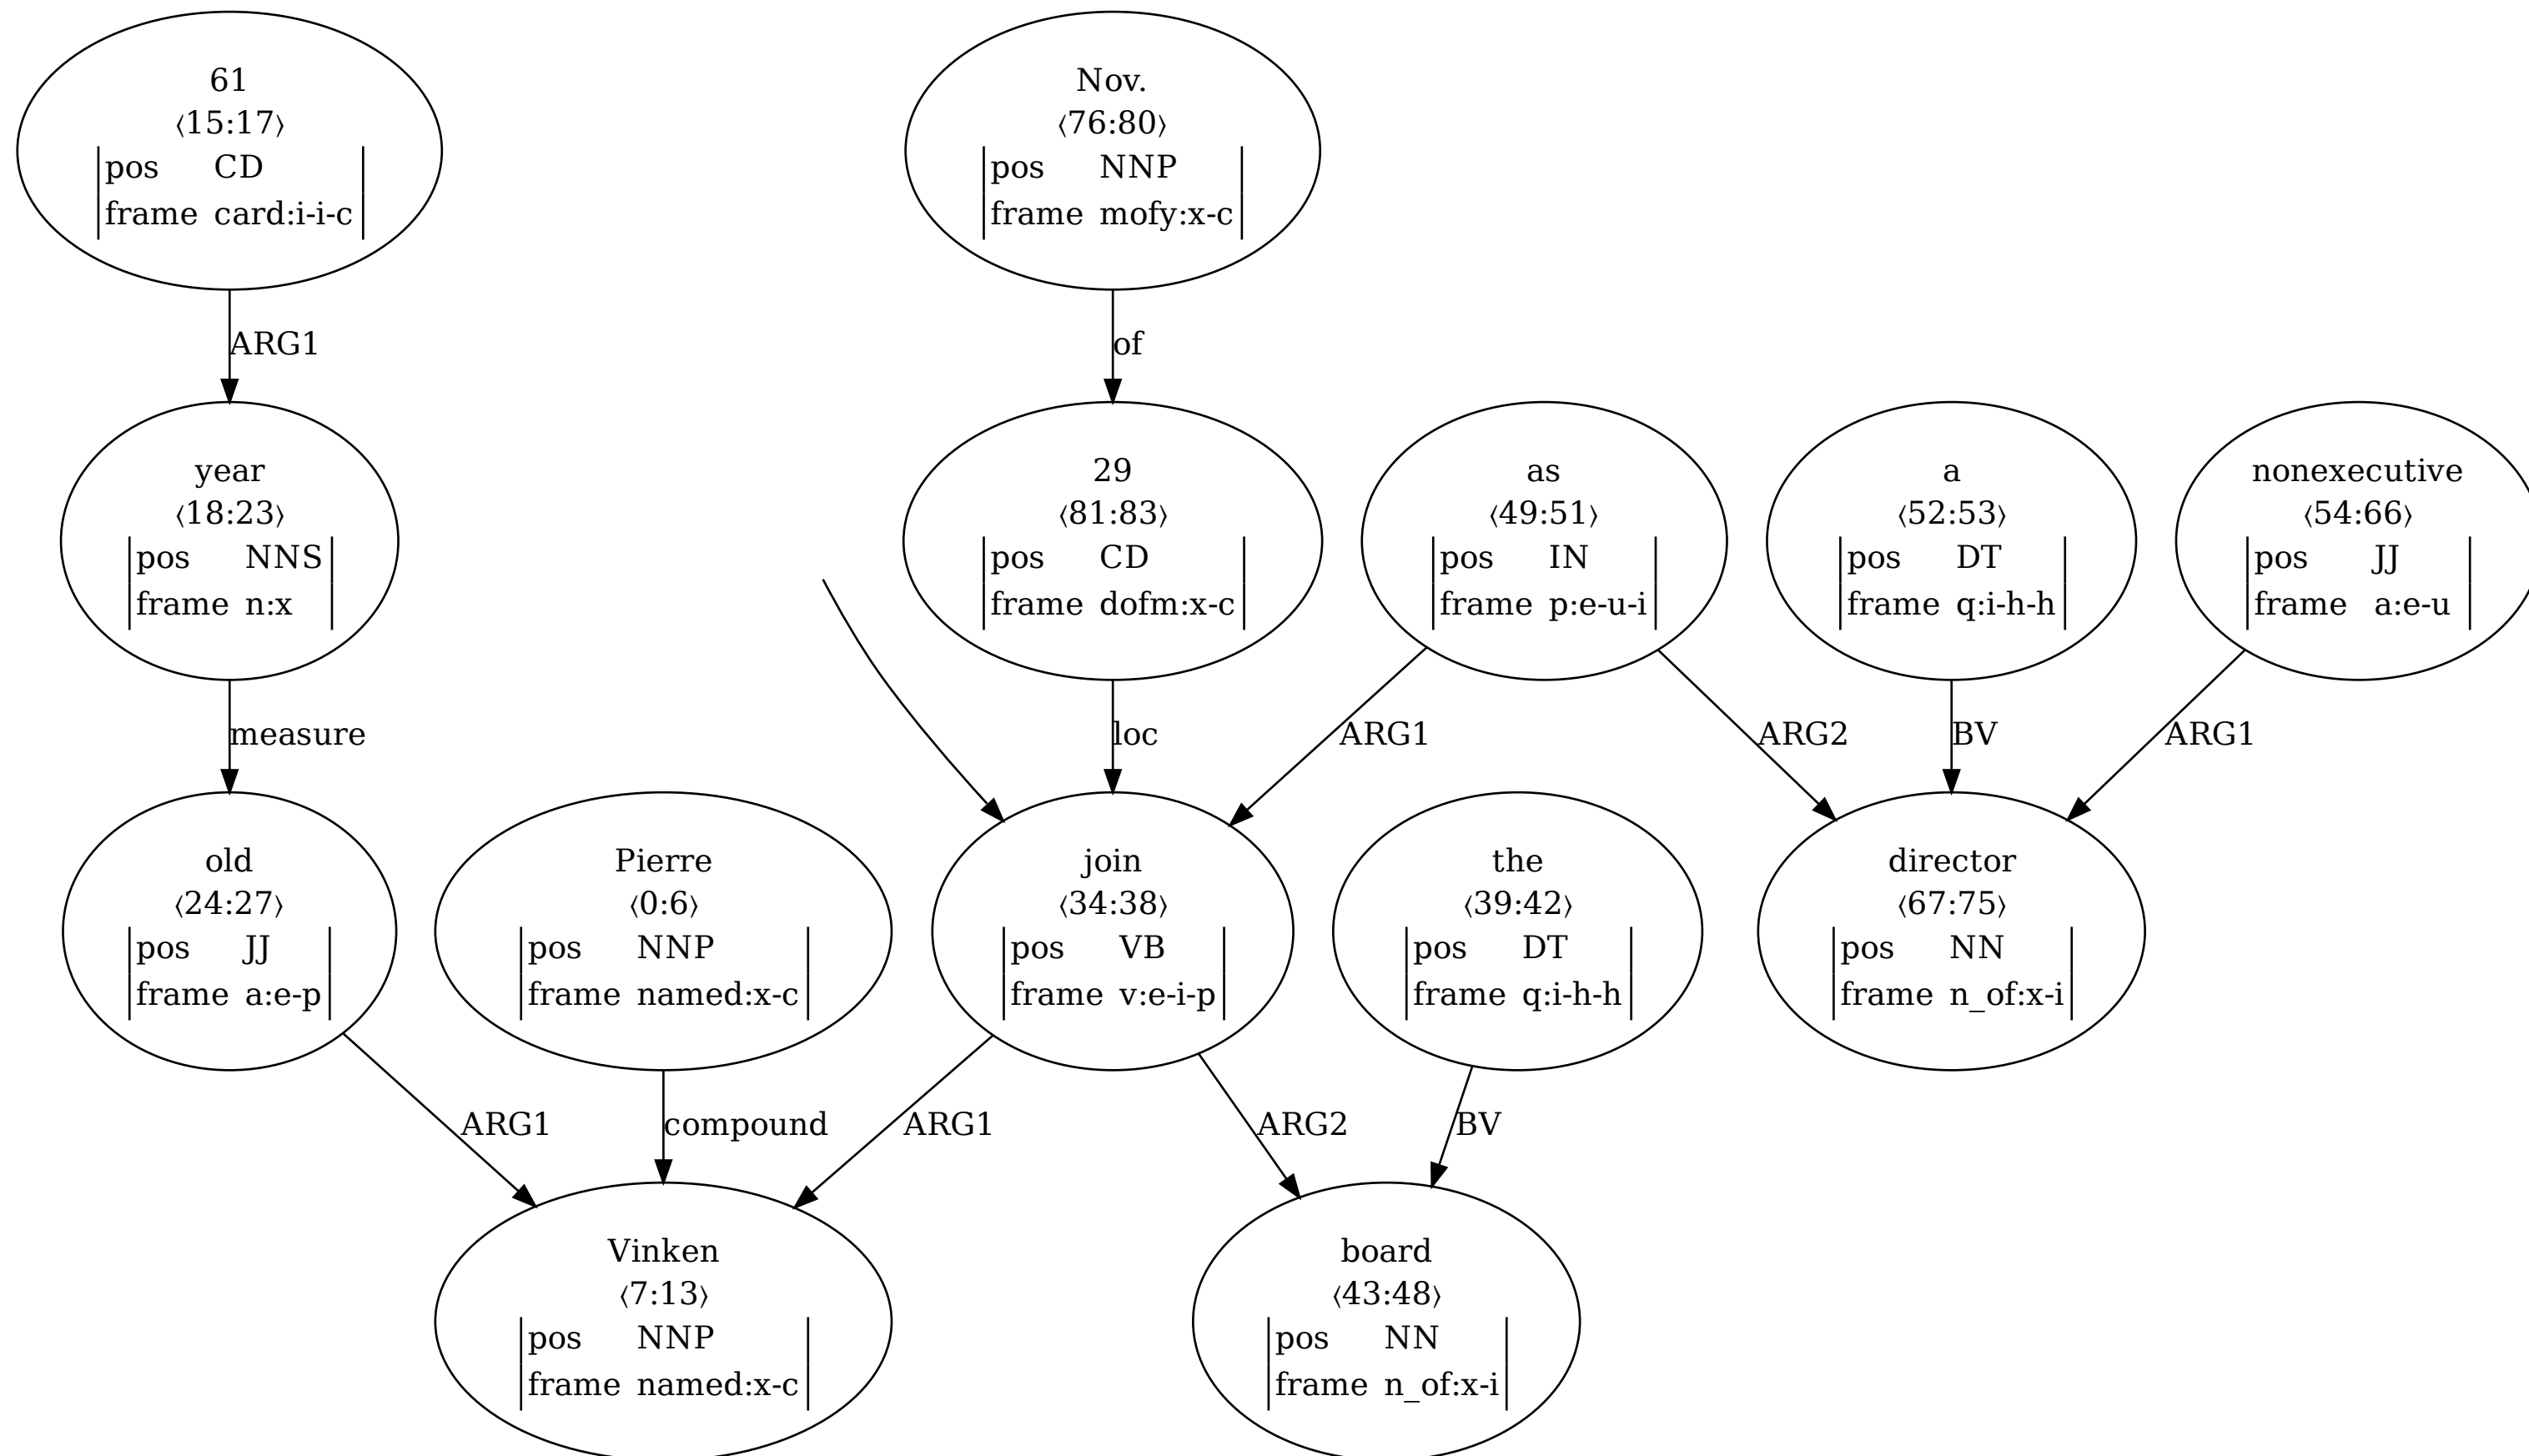 61
⟨15:17⟩
pos CD
frame card:i-i-c
Nov.
⟨76:80⟩
pos NNP
frame mofy:x-c
ARG1
of
year
⟨18:23⟩
pos NNS
frame n:x
29
⟨81:83⟩
pos CD
frame dofm:x-c
as
⟨49:51⟩
pos IN
frame p:e-u-i
a
⟨52:53⟩
pos DT
frame q:i-h-h
nonexecutive
⟨54:66⟩
pos JJ
frame a:e-u
measure
loc
ARG1
ARG2
BV
ARG1
old
⟨24:27⟩
pos JJ
frame a:e-p
Pierre
⟨0:6⟩
pos NNP
frame named:x-c
join
⟨34:38⟩
pos VB
frame v:e-i-p
the
⟨39:42⟩
pos DT
frame q:i-h-h
director
⟨67:75⟩
pos NN
frame n_of:x-i
ARG1
compound
ARG1
ARG2
BV
Vinken
⟨7:13⟩
pos NNP
frame named:x-c
board
⟨43:48⟩
pos NN
frame n_of:x-i